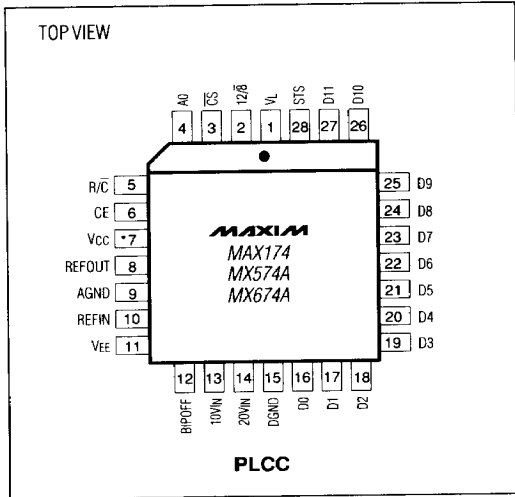 TOP VIEW
A0 C̅S̅ 12/8̅ VL STS D11 D10
4 3 2 1 28 27 26
R/C̅ 5
CE 6
VCC *7
REFOUT 8
AGND 9
REFIN 10
VEE 11
MAXIM
MAX174
MX574A
MX674A
25 D9
24 D8
23 D7
22 D6
21 D5
20 D4
19 D3
12 13 14 15 16 17 18
BIPOFF 10VIN 20VIN DGND D0 D1 D2
PLCC